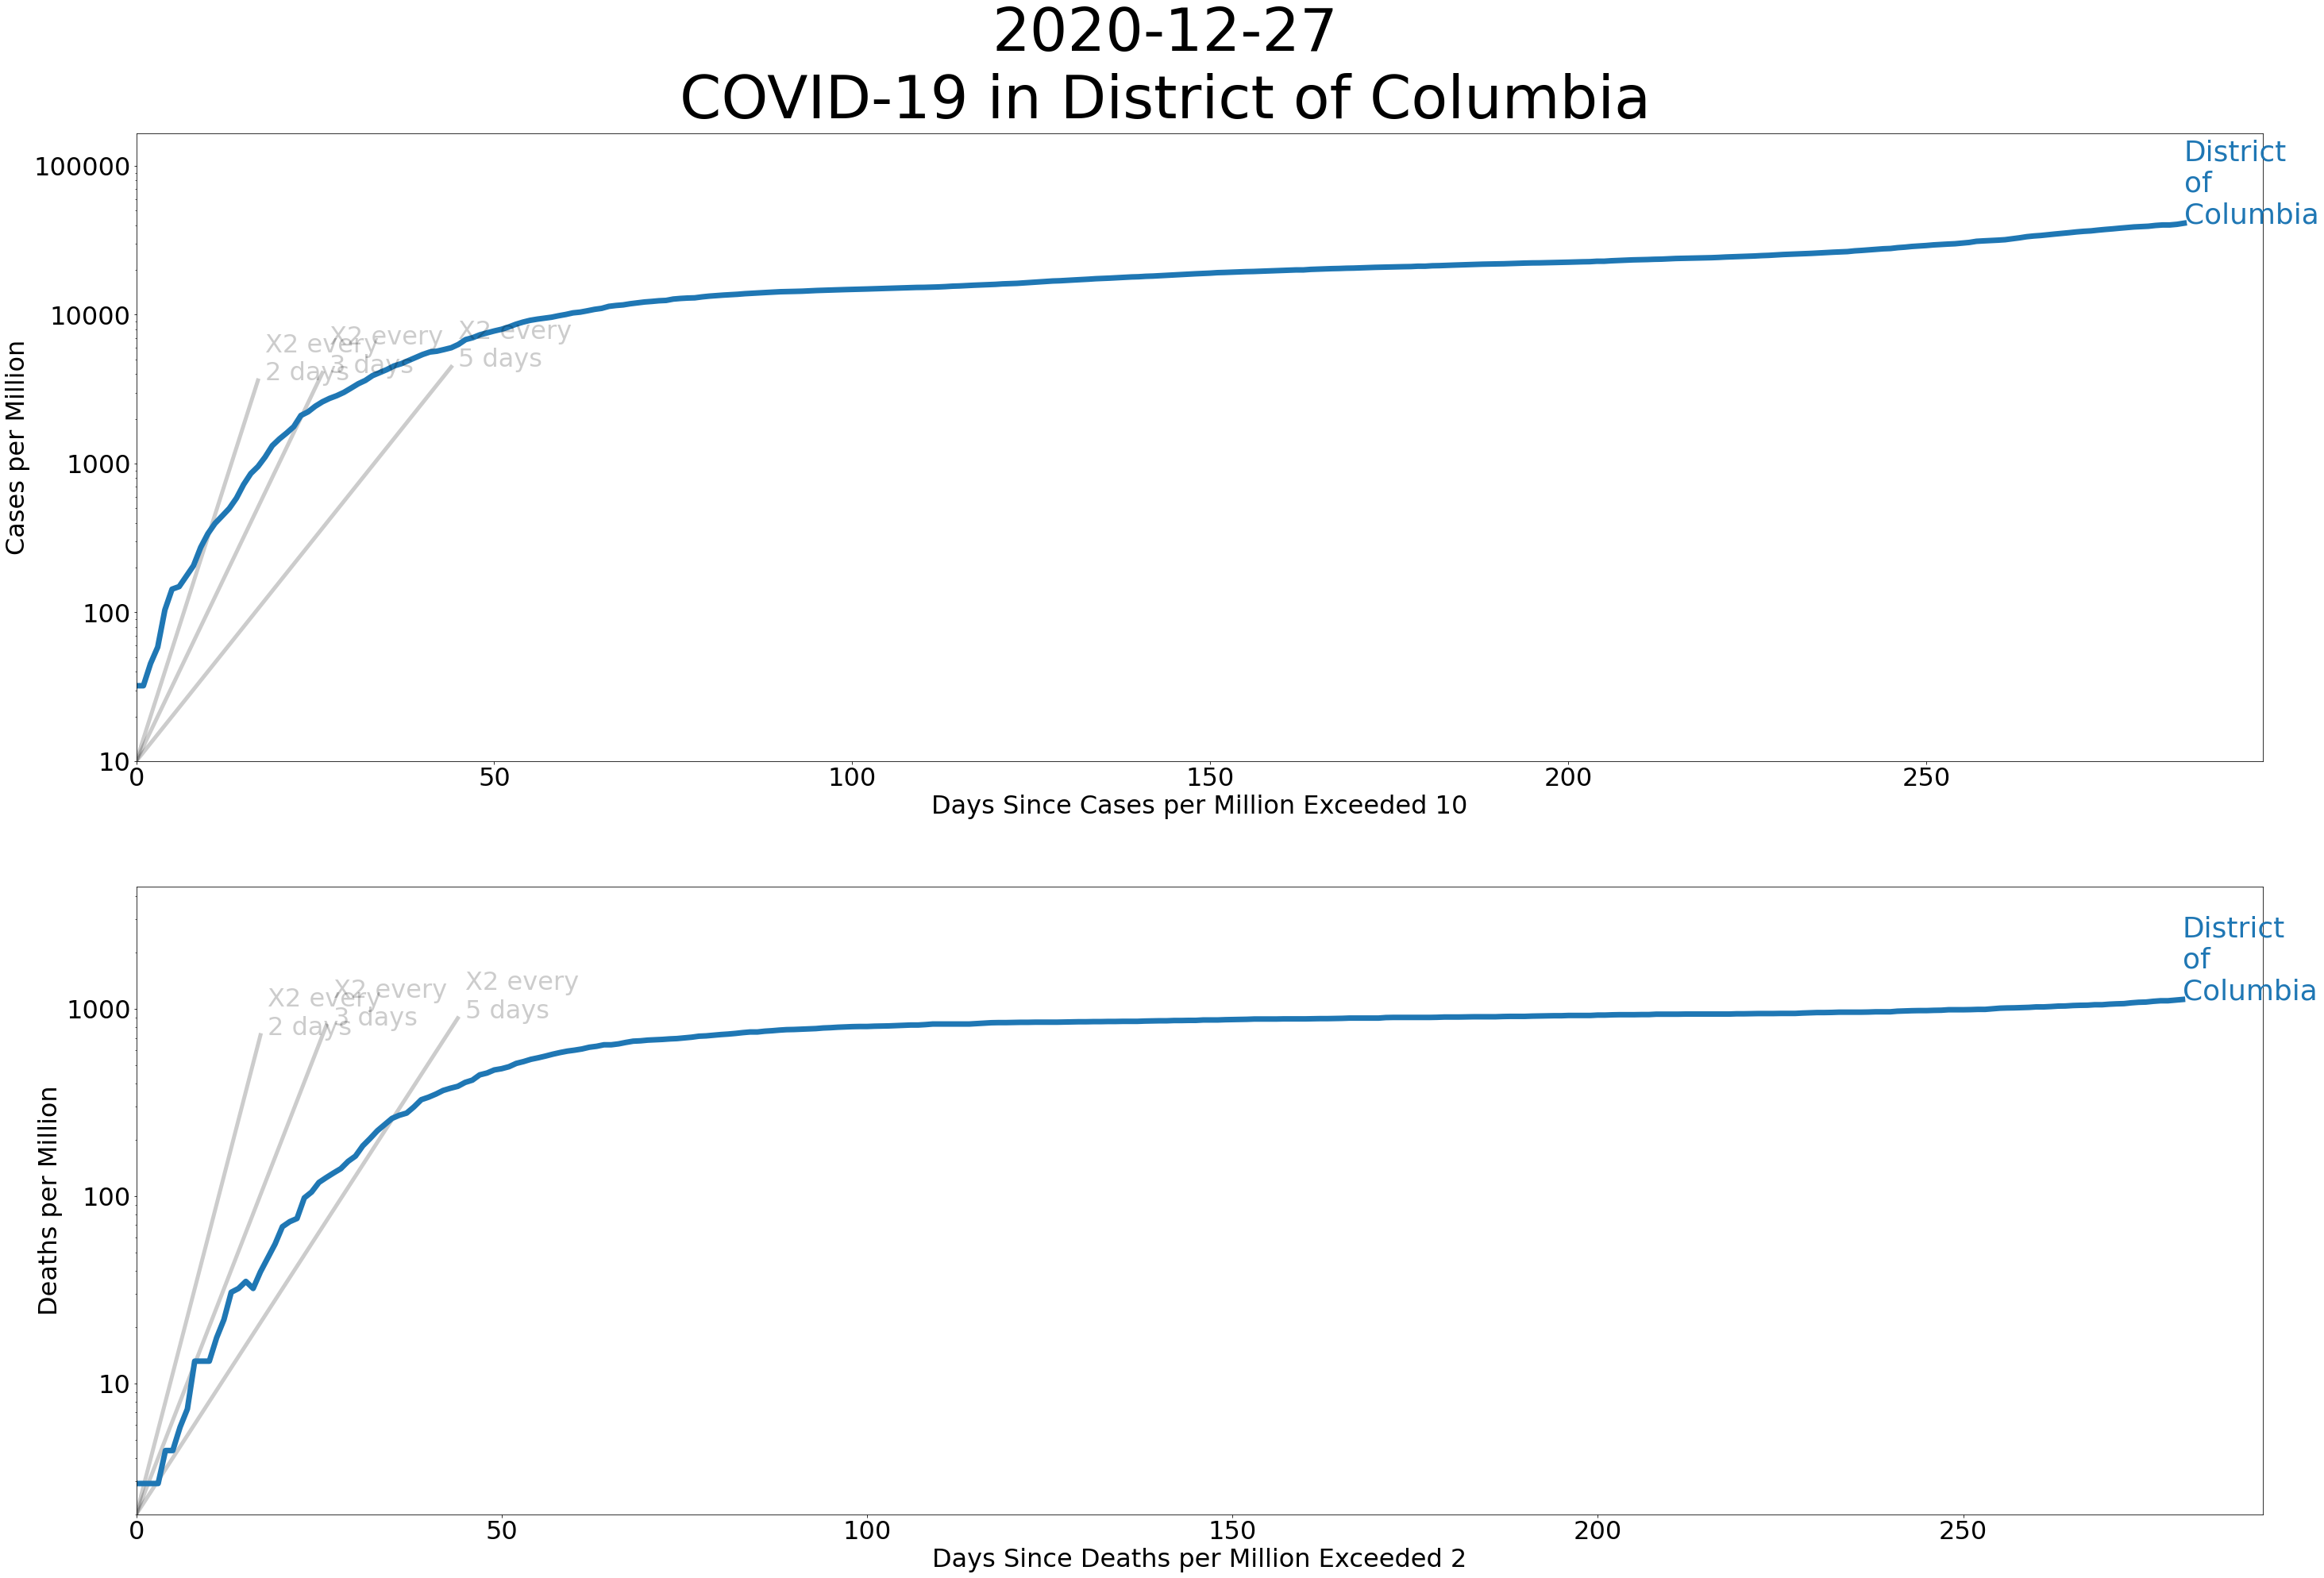 2020-12-27
COVID-19 in District of Columbia
100000
10000
1000
100
10
Cases per Million
X2 every
2 days
X2 every
3 days
X2 every
5 days
District
of
Columbia
0
50
100
150
200
250
Days Since Cases per Million Exceeded 10
1000
100
10
Deaths per Million
X2 every
2 days
X2 every
3 days
X2 every
5 days
District
of
Columbia
0
50
100
150
200
250
Days Since Deaths per Million Exceeded 2